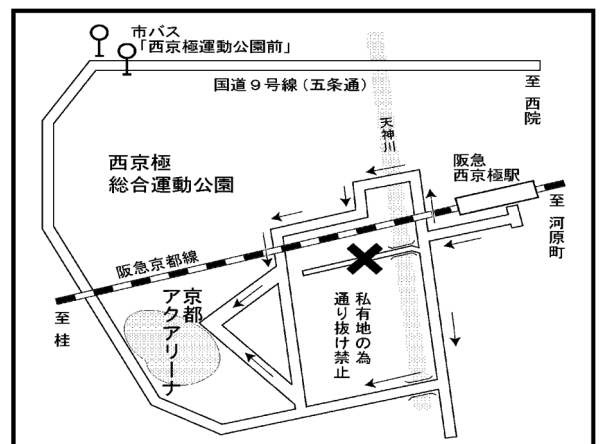 市バス
「西京極運動公園前」
国道９号線（五条通）
至
西院
天神川
西京極
総合運動公園
阪急
西京極駅
至
河原町
阪急京都線
至
桂
京都
アクアリーナ
私有地の為
通り抜け禁止